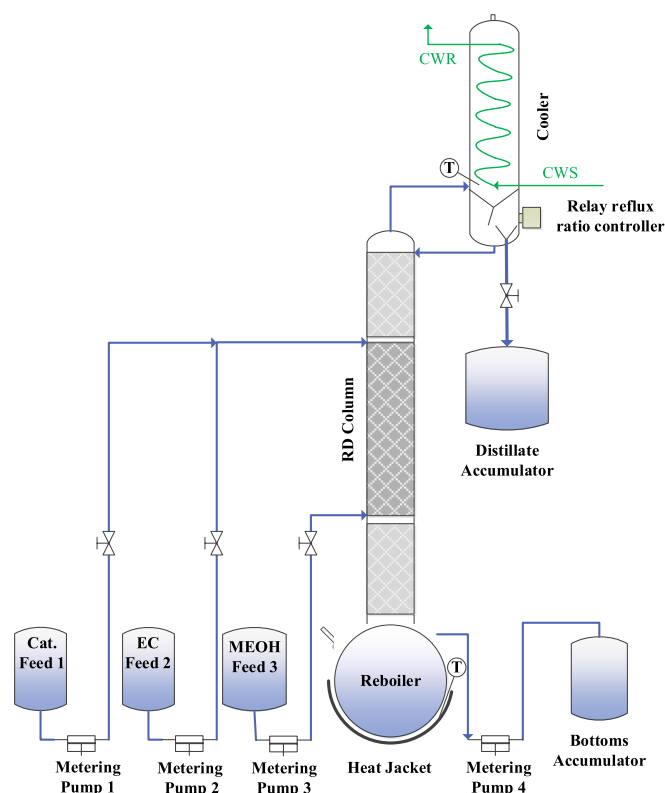 CWR
Cooler
T
CWS
Relay reflux
ratio controller
RD Column
Distillate
Accumulator
Cat.
Feed 1
EC
Feed 2
MEOH
Feed 3
Reboiler
T
Metering
Pump 1
Metering
Pump 2
Metering
Pump 3
Heat Jacket
Metering
Pump 4
Bottoms
Accumulator